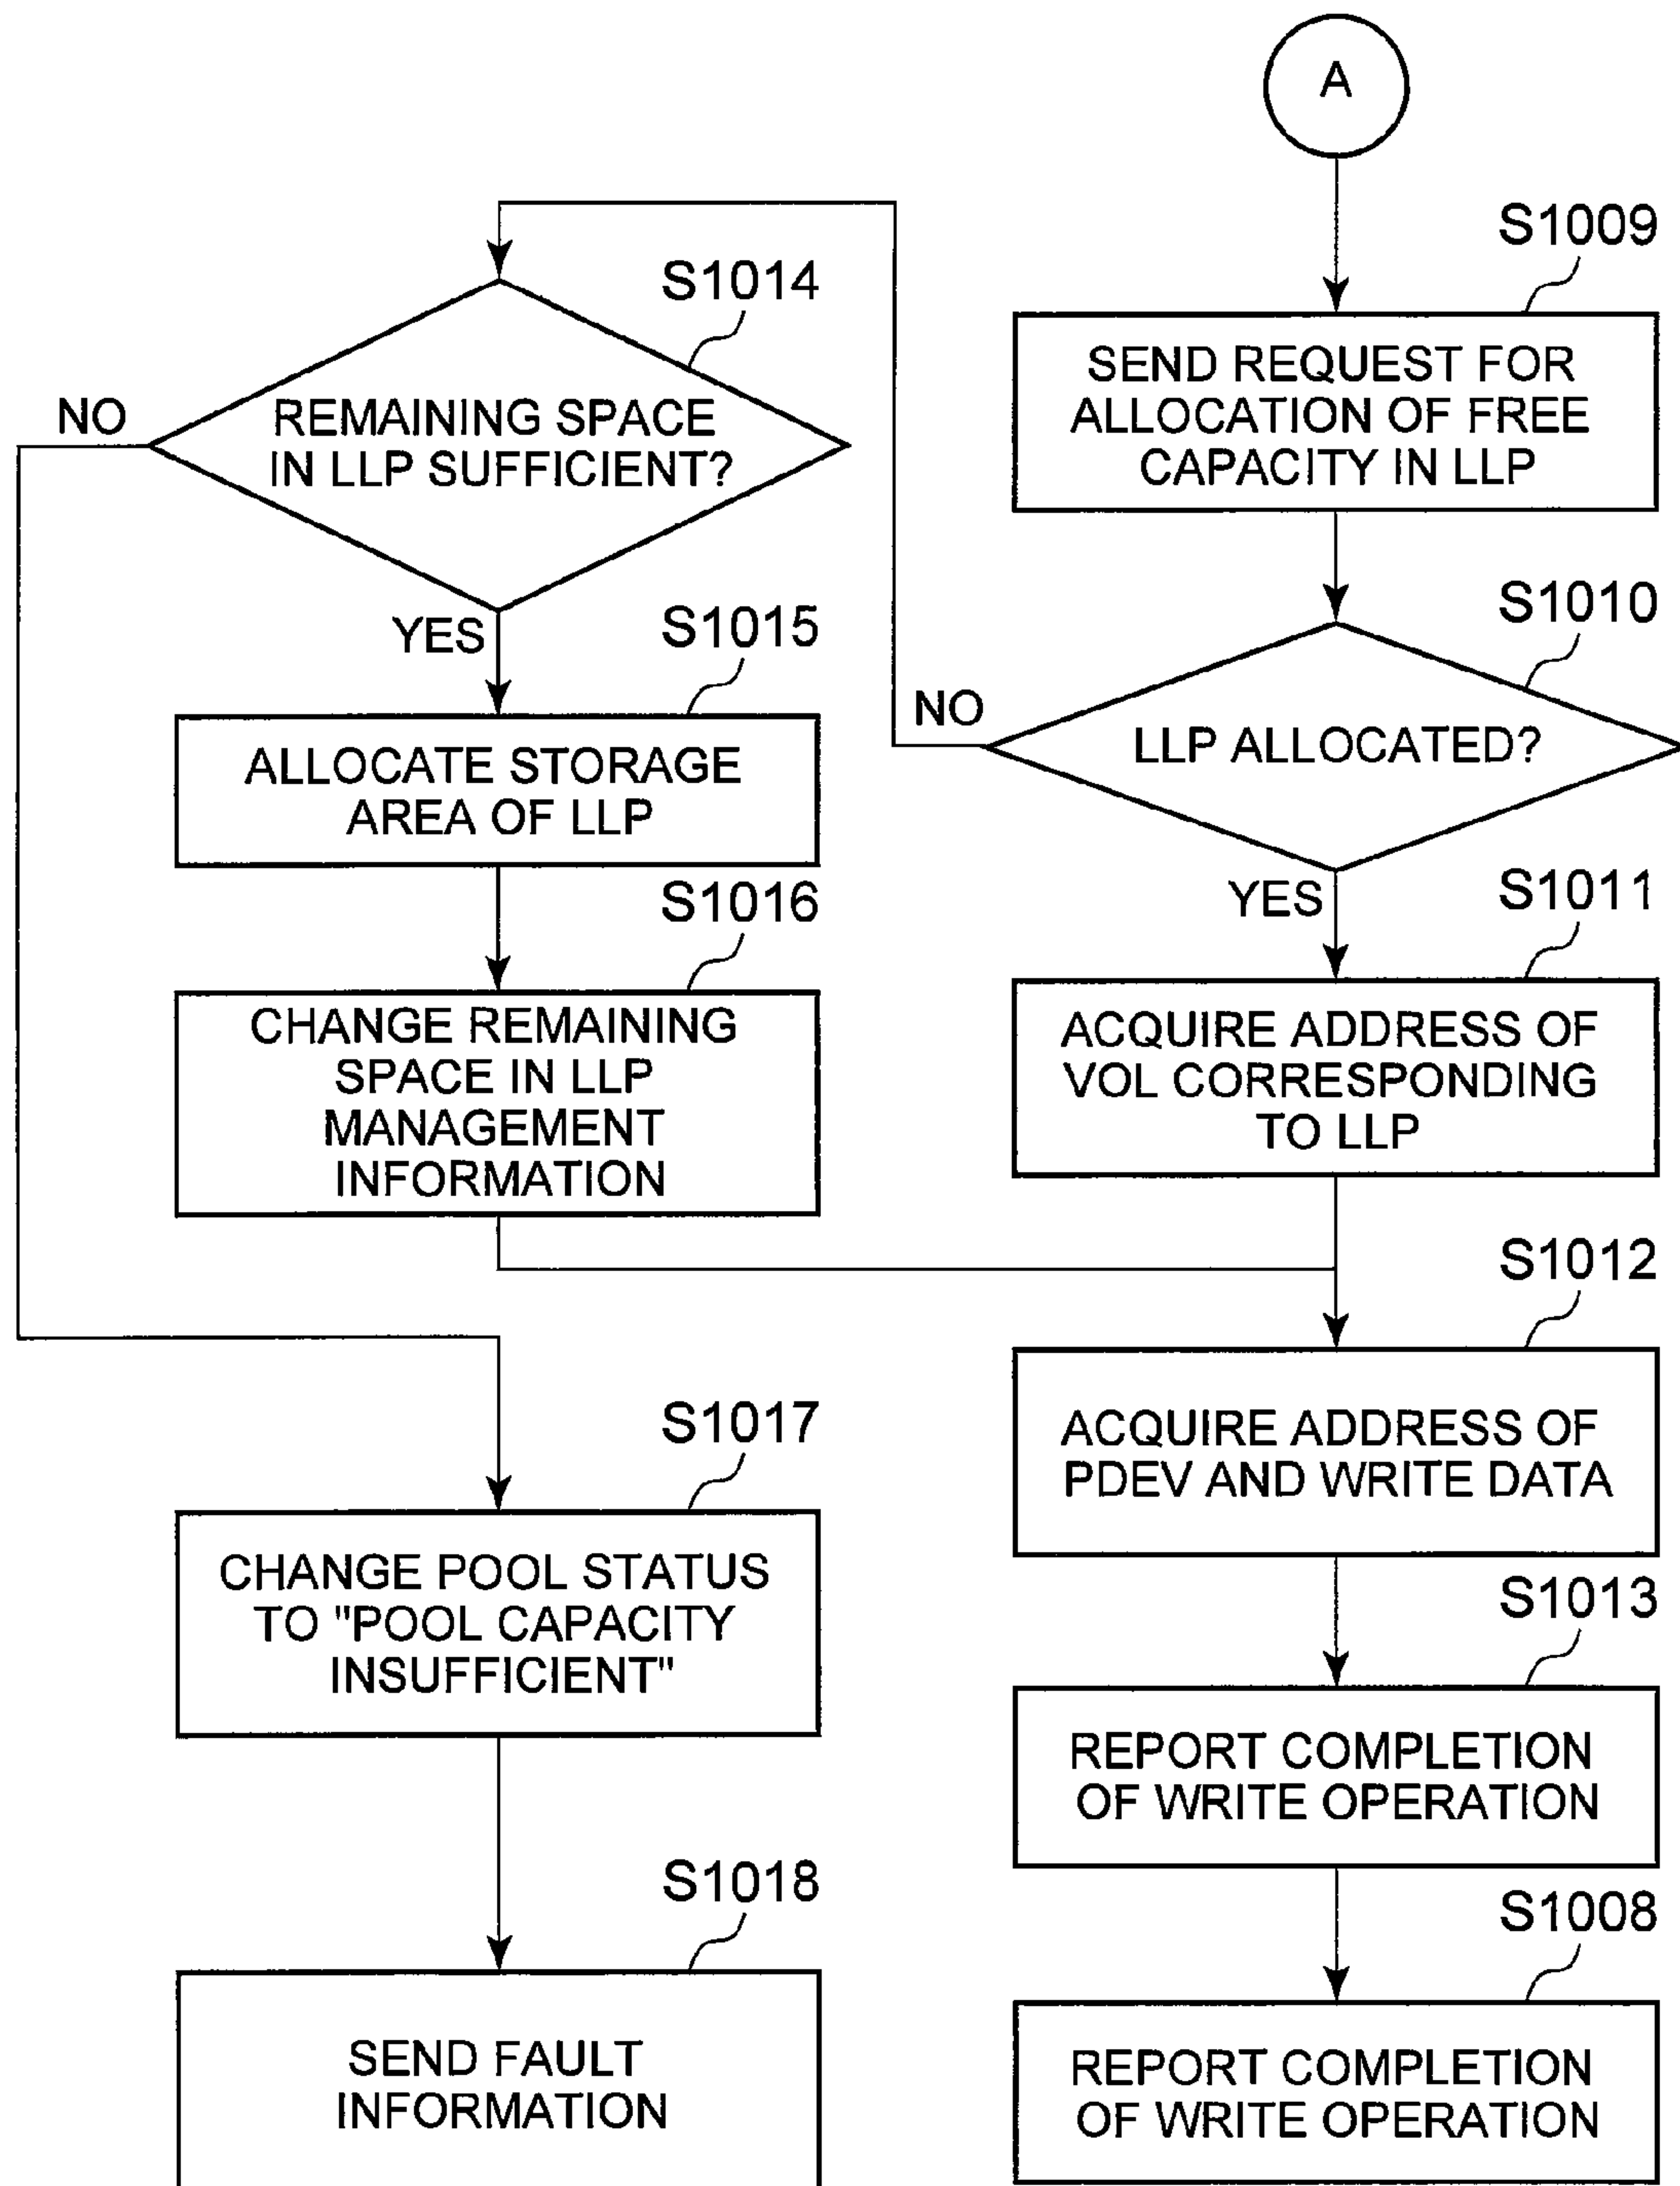 A
S1009
SEND REQUEST FOR
ALLOCATION OF FREE
CAPACITY IN LLP
S1010
LLP ALLOCATED?
NO
YES
S1011
ACQUIRE ADDRESS OF
VOL CORRESPONDING
TO LLP
S1012
ACQUIRE ADDRESS OF
PDEV AND WRITE DATA
S1013
REPORT COMPLETION
OF WRITE OPERATION
S1008
REPORT COMPLETION
OF WRITE OPERATION
S1014
REMAINING SPACE
IN LLP SUFFICIENT?
NO
YES
S1015
ALLOCATE STORAGE
AREA OF LLP
S1016
CHANGE REMAINING
SPACE IN LLP
MANAGEMENT
INFORMATION
S1017
CHANGE POOL STATUS
TO "POOL CAPACITY
INSUFFICIENT"
S1018
SEND FAULT
INFORMATION